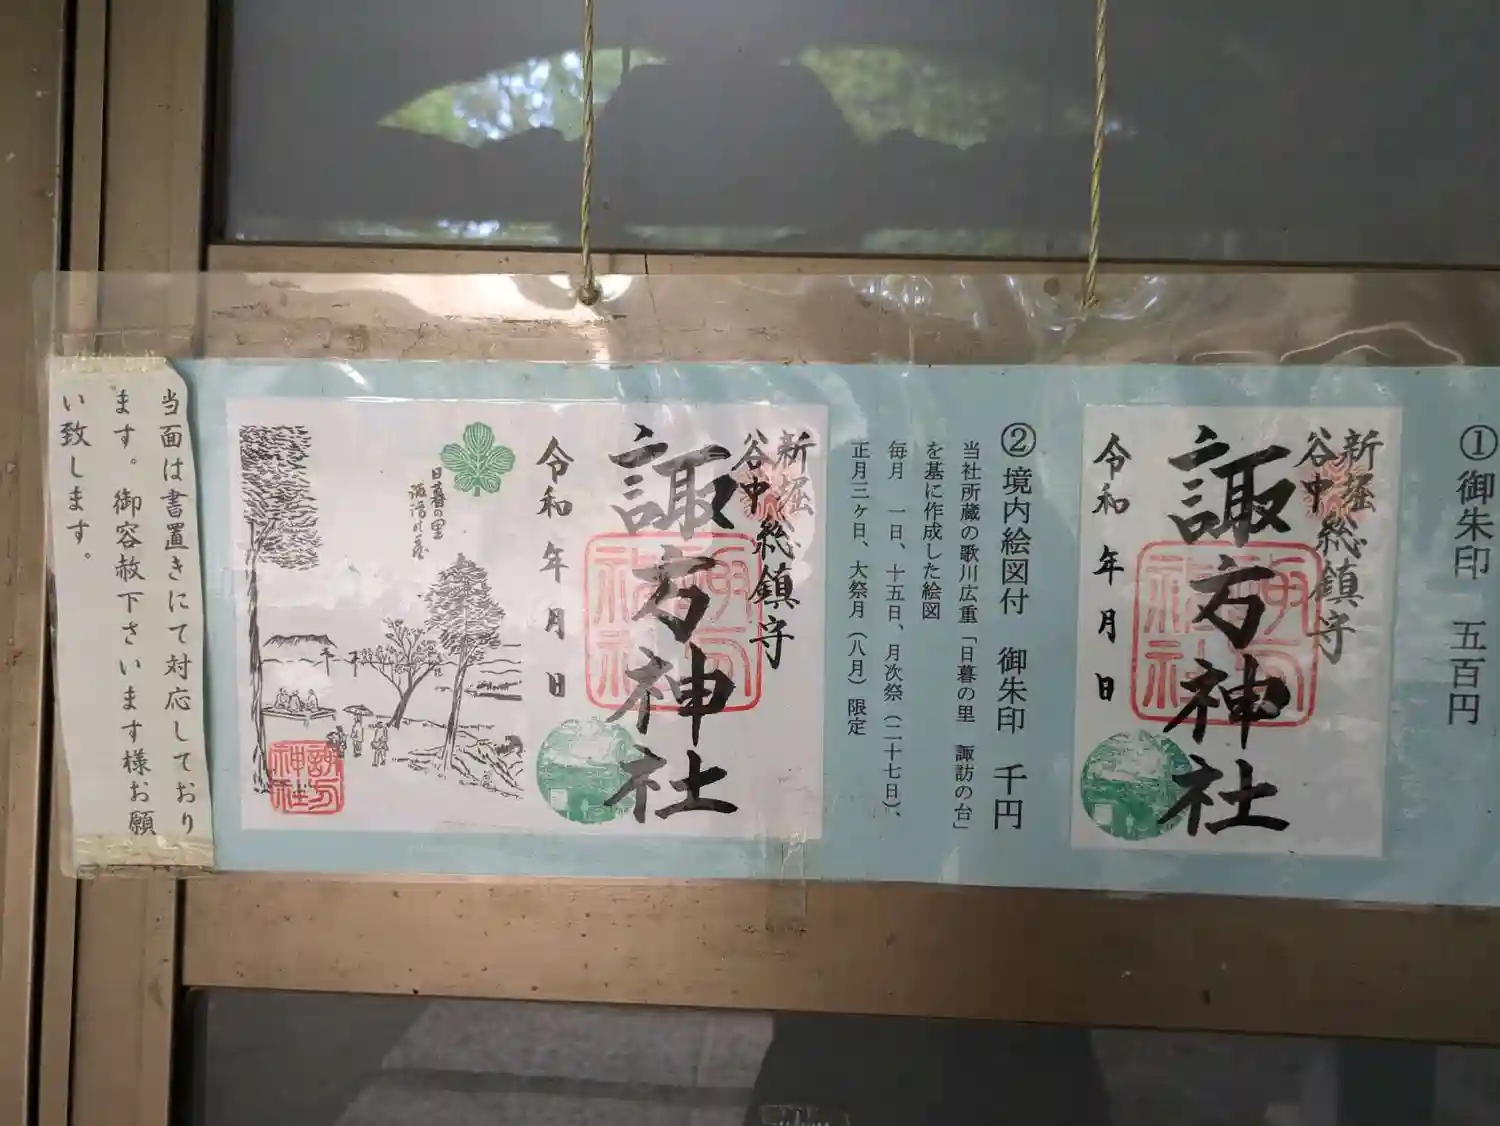 ①御朱印 五百円
新堀
谷中 総鎮守
諏方神社
令和 年 月 日
②境内絵図付 御朱印 千円
当社所蔵の歌川広重「日暮の里 諏訪の台」
を基に作成した絵図
毎月 一日、十五日、月次祭(二十七日)、
正月三ヶ日、大祭月(八月)限定
新堀
谷中 総鎮守
諏方神社
令和 年 月 日
日暮の里
諏方神社
当面は書置きにて対応しており
ます。御容赦下さいます様お願
い致します。